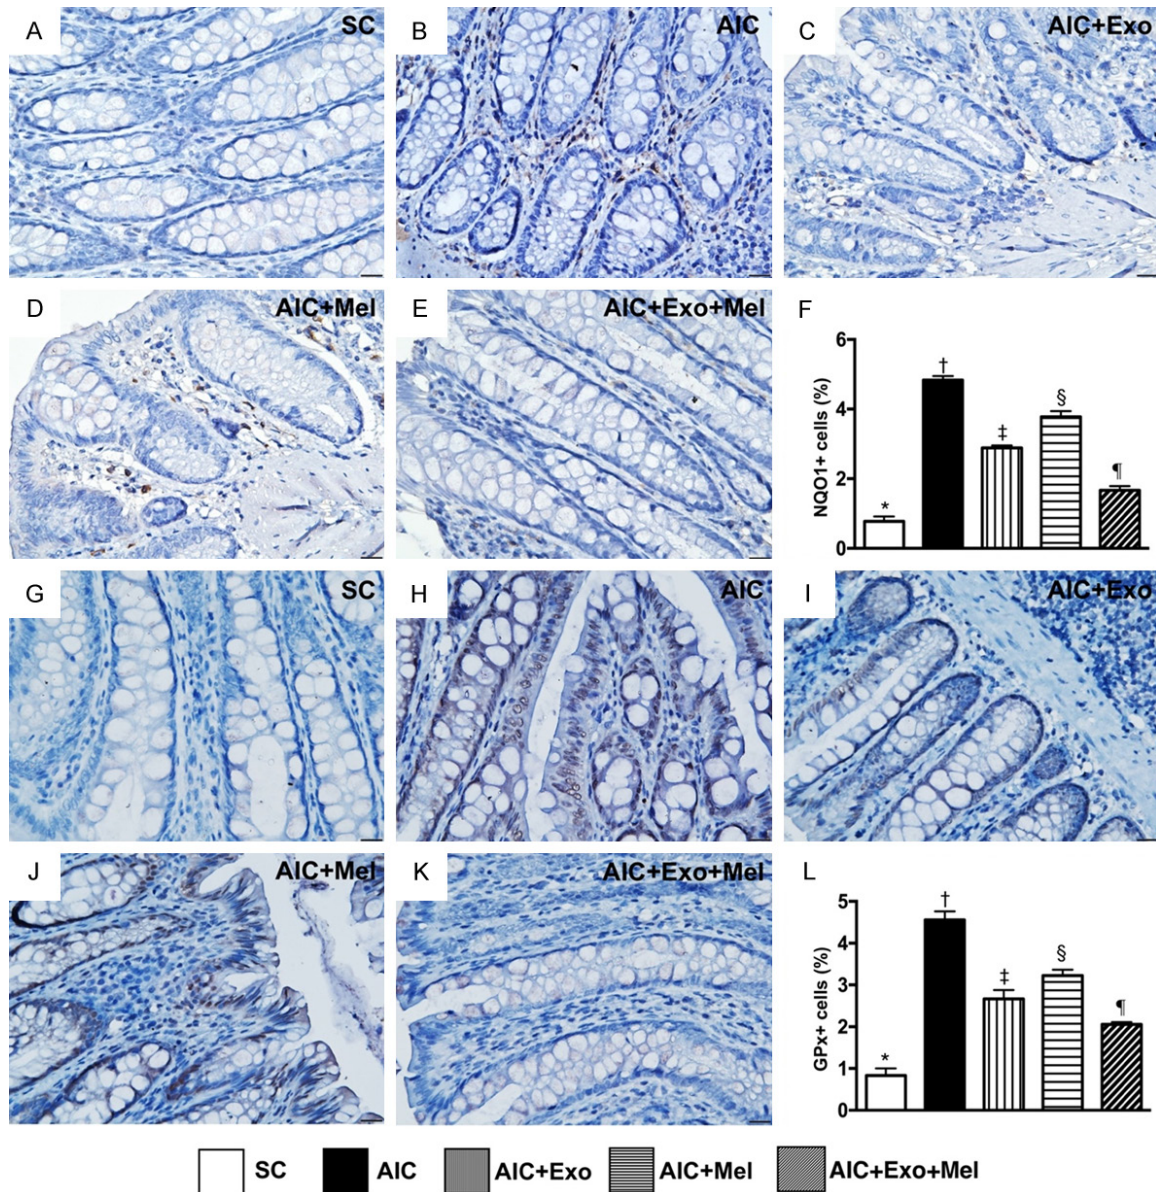 A SC
B AIC
C AIC+Exo
D AIC+Mel
E AIC+Exo+Mel
F
NQO1+ cells (%)
6
4
2
0
*
†
‡
§
¶
G SC
H AIC
I AIC+Exo
J AIC+Mel
K AIC+Exo+Mel
L
GPx+ cells (%)
5
4
3
2
1
0
*
†
‡
§
¶
SC AIC AIC+Exo AIC+Mel AIC+Exo+Mel